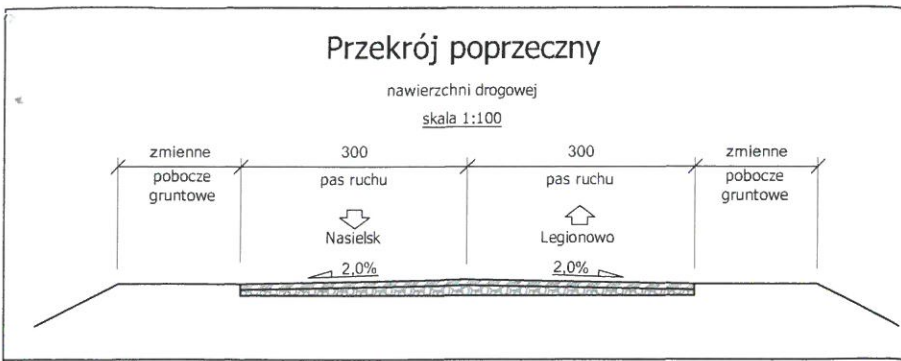 Przekrój poprzeczny
nawierzchni drogowej
skala 1:100
zmienne 300 300 zmienne
pobocze gruntowe pas ruchu pas ruchu pobocze gruntowe
Nasielsk Legionowo
2,0% 2,0%